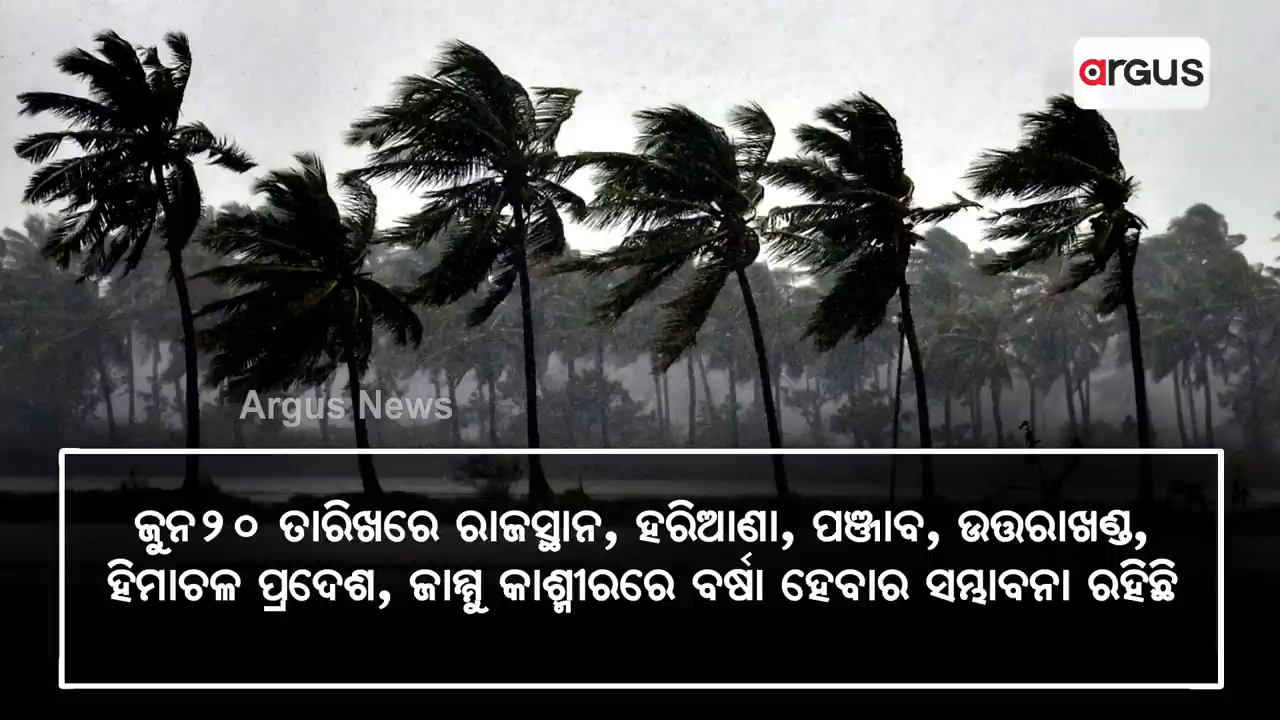 argus
Argus News
ଜୁନ୨୦ ତାରିଖରେ ରାଜସ୍ଥାନ, ହରିଆଣା, ପଞ୍ଜାବ, ଉତ୍ତରାଖଣ୍ଡ,
ହିମାଚଳ ପ୍ରଦେଶ, ଜାମ୍ମୁ କାଶ୍ମୀରରେ ବର୍ଷା ହେବାର ସମ୍ଭାବନା ରହିଛି